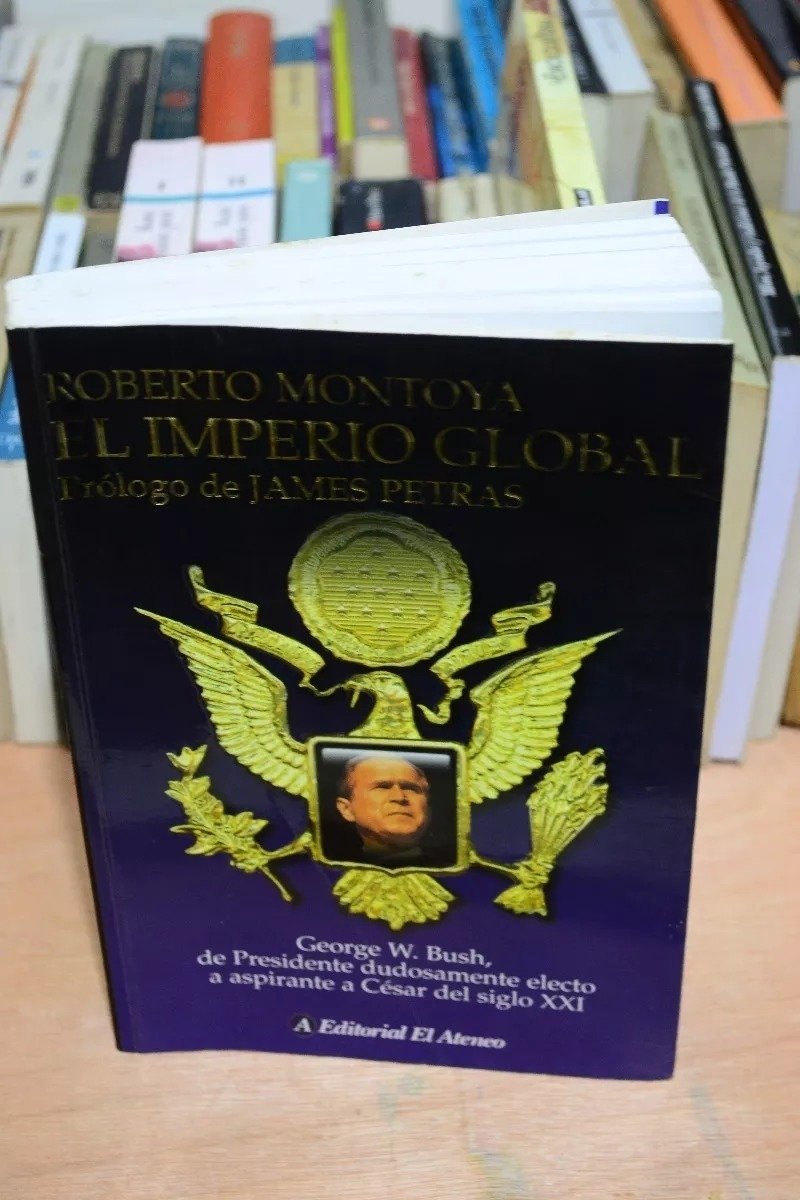 ROBERTO MONTOYA
EL IMPERIO GLOBAL
Prólogo de JAMES PETRAS
George W. Bush,
de Presidente dudosamente electo
a aspirante a César del siglo XXI
A Editorial El Ateneo